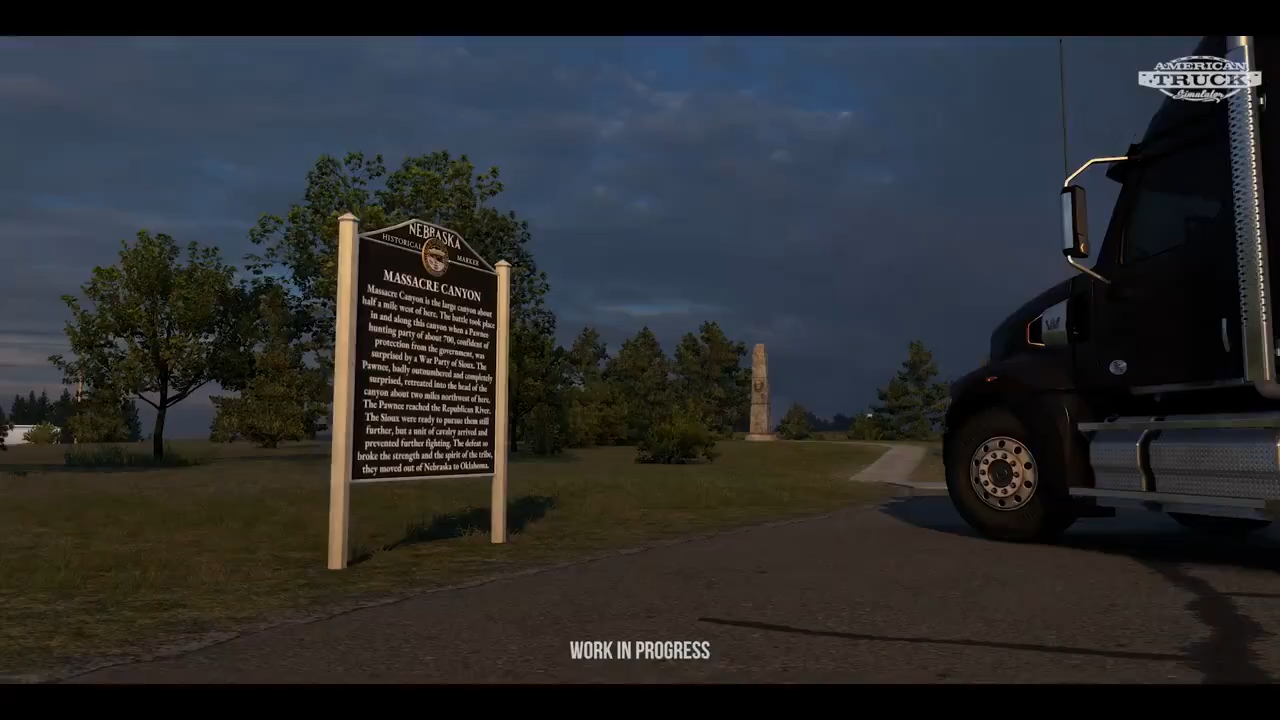 AMERICAN
TRUCK
Simulator
NEBRASKA
HISTORICAL MARKER
MASSACRE CANYON
Massacre Canyon is the large canyon about
half a mile west of here. The battle took place
in and along this canyon when a Pawnee
hunting party of about 700, confident of
protection from the government, was
surprised by a War Party of Sioux. The
Pawnee, badly outnumbered and completely
surprised, retreated into the head of the
canyon about two miles northwest of here.
The Pawnee reached the Republican River.
The Sioux were ready to pursue them still
further, but a unit of cavalry arrived and
prevented further fighting. The defeat so
broke the strength and the spirit of the tribe,
they moved out of Nebraska to Oklahoma.
WORK IN PROGRESS